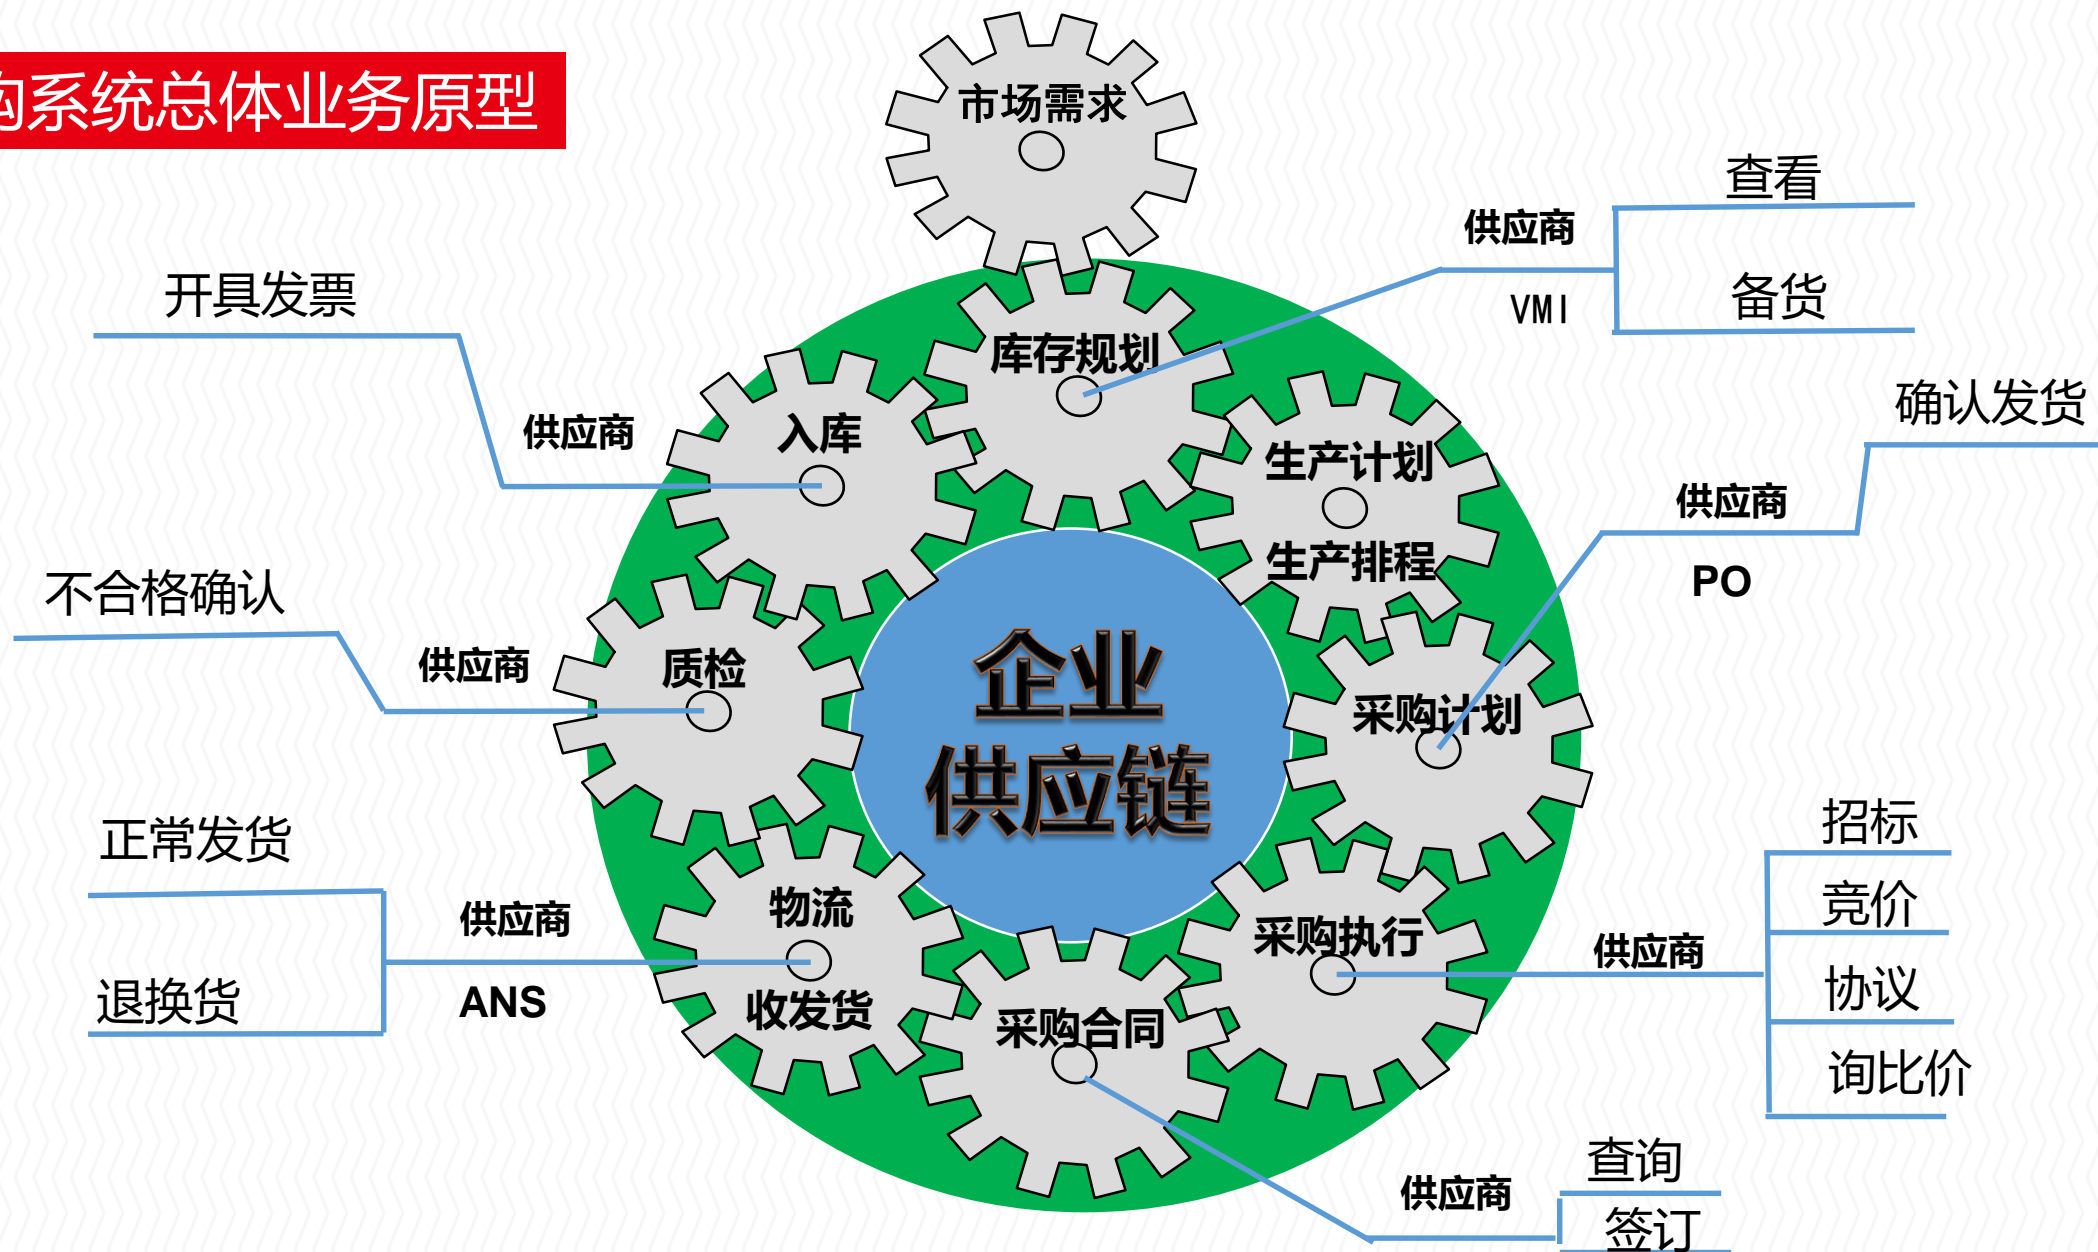 购系统总体业务原型
市场需求
查看
供应商
备货
VMI
开具发票
库存规划
确认发货
供应商
入库
生产计划
生产排程
供应商
PO
不合格确认
供应商
质检
企业
供应链
采购计划
正常发货
供应商
物流
收发货
ANS
退换货
采购执行
供应商
招标
竞价
协议
询比价
采购合同
供应商
查询
签订